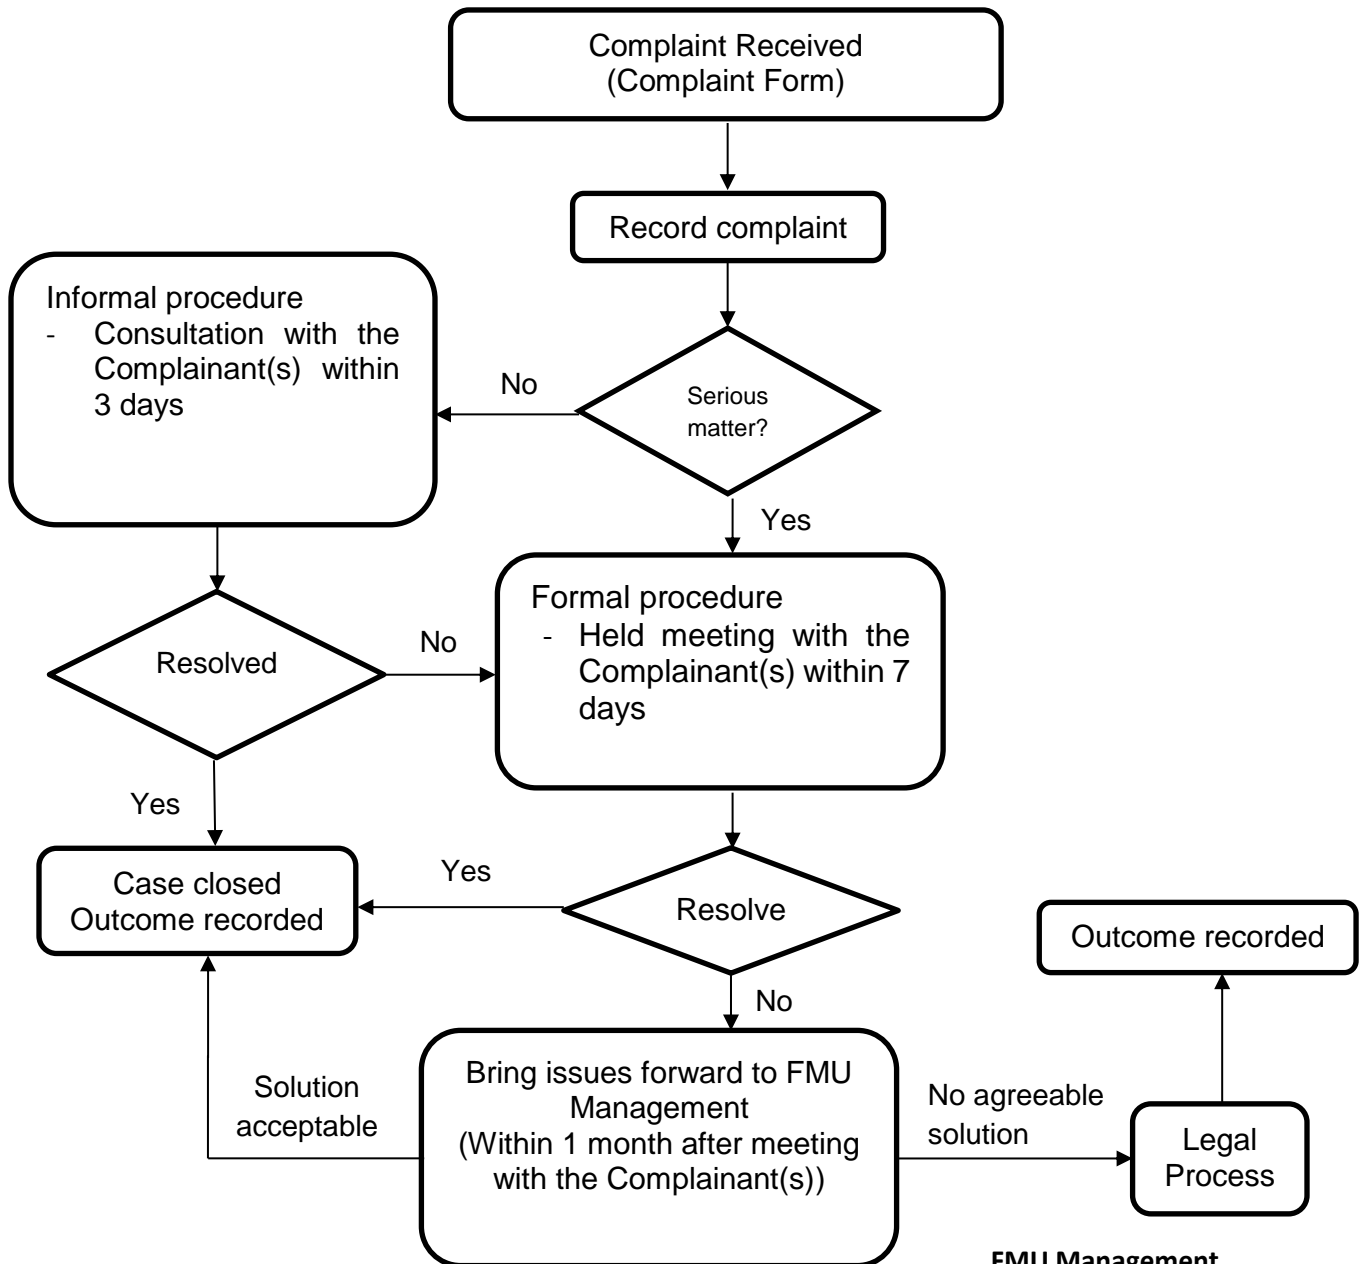 Complaint Received
(Complaint Form)
Record complaint
Informal procedure
- Consultation with the
Complainant(s) within
3 days
No
Serious
matter?
Yes
Formal procedure
- Held meeting with the
Complainant(s) within 7
days
Resolved
No
Yes
Case closed
Outcome recorded
Yes
Resolve
Outcome recorded
No
Bring issues forward to FMU
Management
(Within 1 month after meeting
with the Complainant(s))
Solution
acceptable
No agreeable
solution
Legal
Process
FMU Management